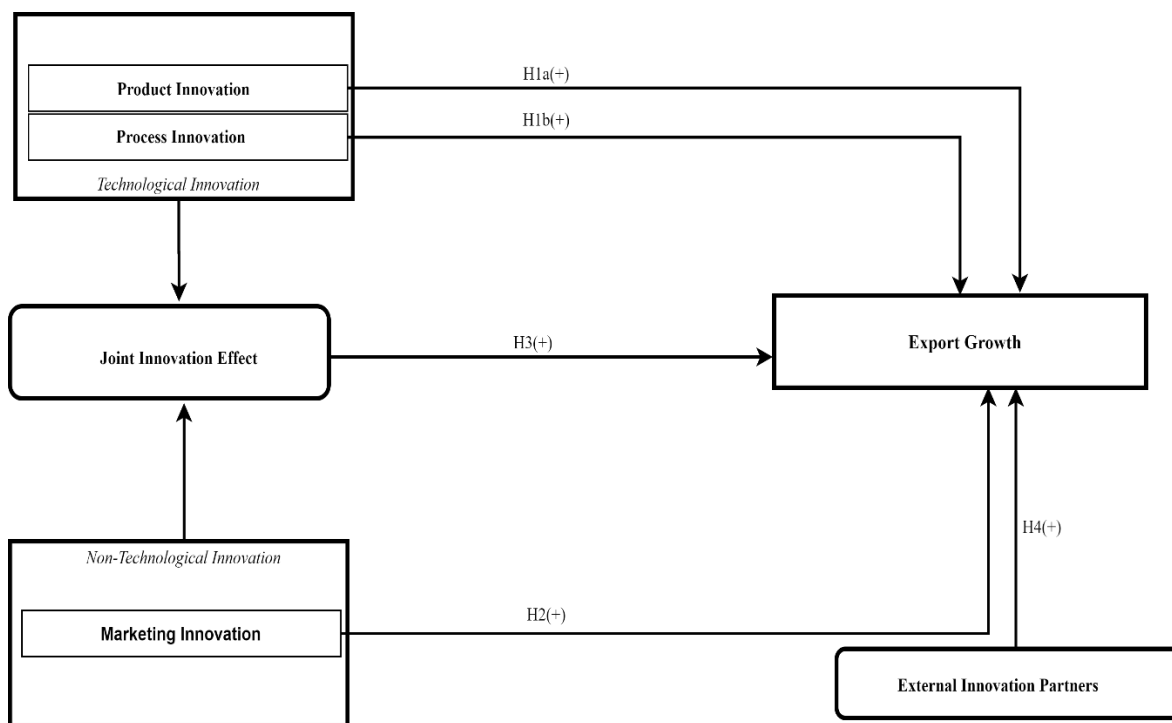 H1a(+)
Product Innovation
H1b(+)
Process Innovation
Technological Innovation
Export Growth
H3(+)
Joint Innovation Effect
H4(+)
Non-Technological Innovation
H2(+)
Marketing Innovation
External Innovation Partners